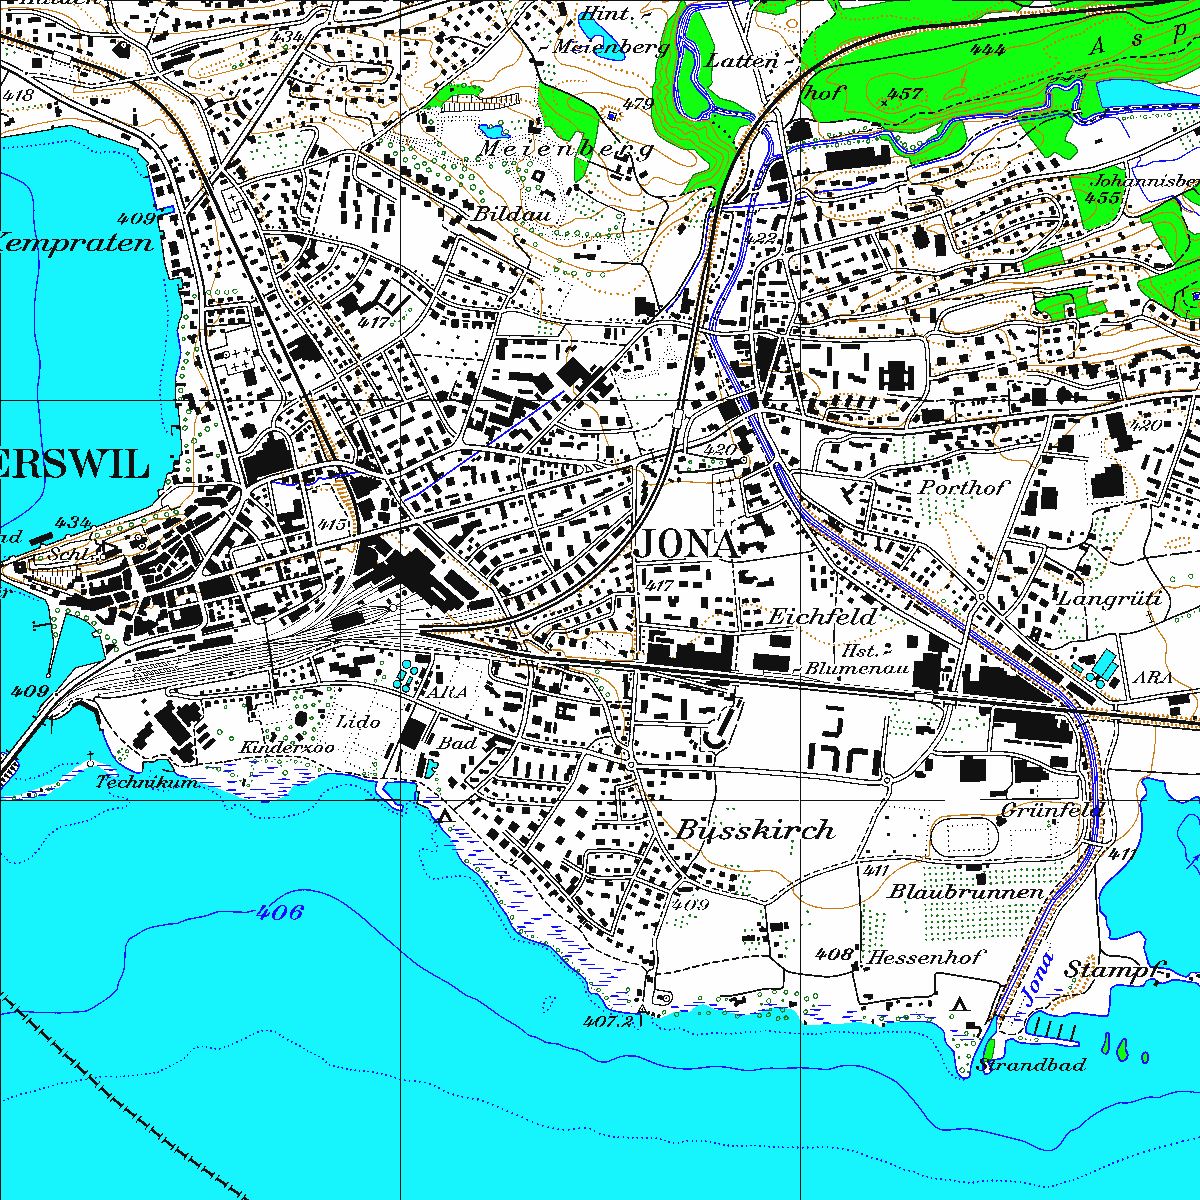 Hint.-
434
-Meienberg
Latten-
hof
444
A s p
418
479
457
Meienberg
Johannisbe
455
409
Kempraten
Bildau
422
417
ERSWIL
420
420
Porthof
434
Schl.
415
JONA
417
Langrüti
Eichfeld
Hst.-
Blumenau
409
ARA
ARA
Lido
Kinderzoo
Bad
Technikum
Grünfeld
Busskirch
411
411
Blaubrunnen
409
406
408
Hessenhof
Stampf-
Jona
407.2
Strandbad